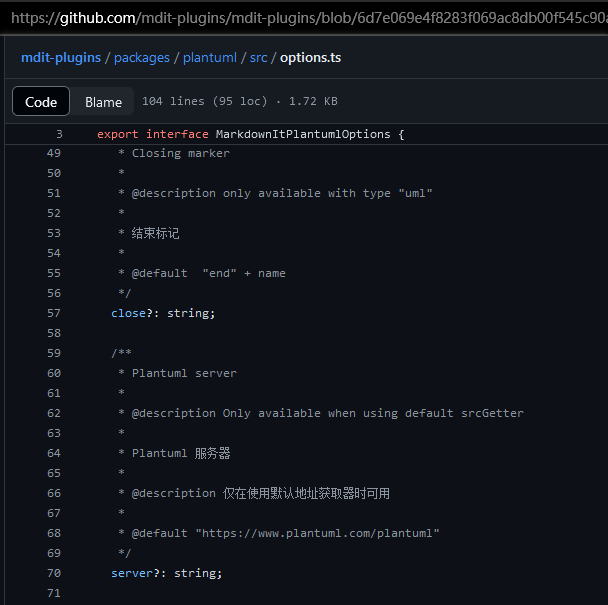 https://github.com/mdit-plugins/mdit-plugins/blob/6d7e069e4f8283f069ac8db00f545c90
mdit-plugins / packages / plantuml / src / options.ts
Code Blame 104 lines (95 loc) · 1.72 KB
3 export interface MarkdownItPlantumlOptions {
49 * Closing marker
50 *
51 * @description only available with type "uml"
52 *
53 * 结束标记
54 *
55 * @default "end" + name
56 */
57 close?: string;
58
59 /**
60 * Plantuml server
61 *
62 * @description Only available when using default srcGetter
63 *
64 * Plantuml 服务器
65 *
66 * @description 仅在使用默认地址获取器时可用
67 *
68 * @default "https://www.plantuml.com/plantuml"
69 */
70 server?: string;
71